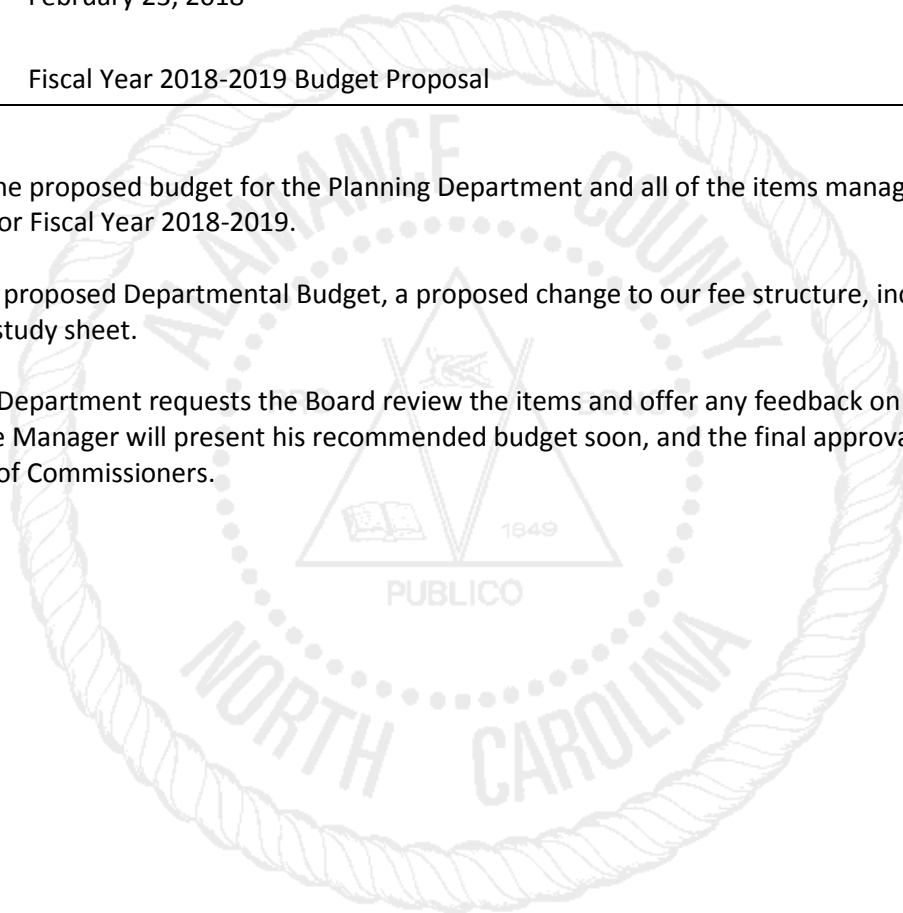 February 23, 2018
Fiscal Year 2018-2019 Budget Proposal
he proposed budget for the Planning Department and all of the items manag
or Fiscal Year 2018-2019.
proposed Departmental Budget, a proposed change to our fee structure, inc
study sheet.
Department requests the Board review the items and offer any feedback on
e Manager will present his recommended budget soon, and the final approva
of Commissioners.
ALAMANCE COUNTY
PRO BONO
1849
PUBLICO
NORTH CAROLINA